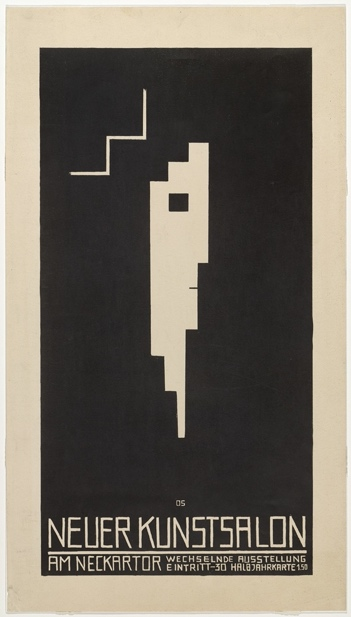 OS
NEUER KUNSTSALON
AM NECKARTOR WECHSELNDE AUSSTELLUNG
EINTRITT-30 HALBJAHRKARTE 1.50